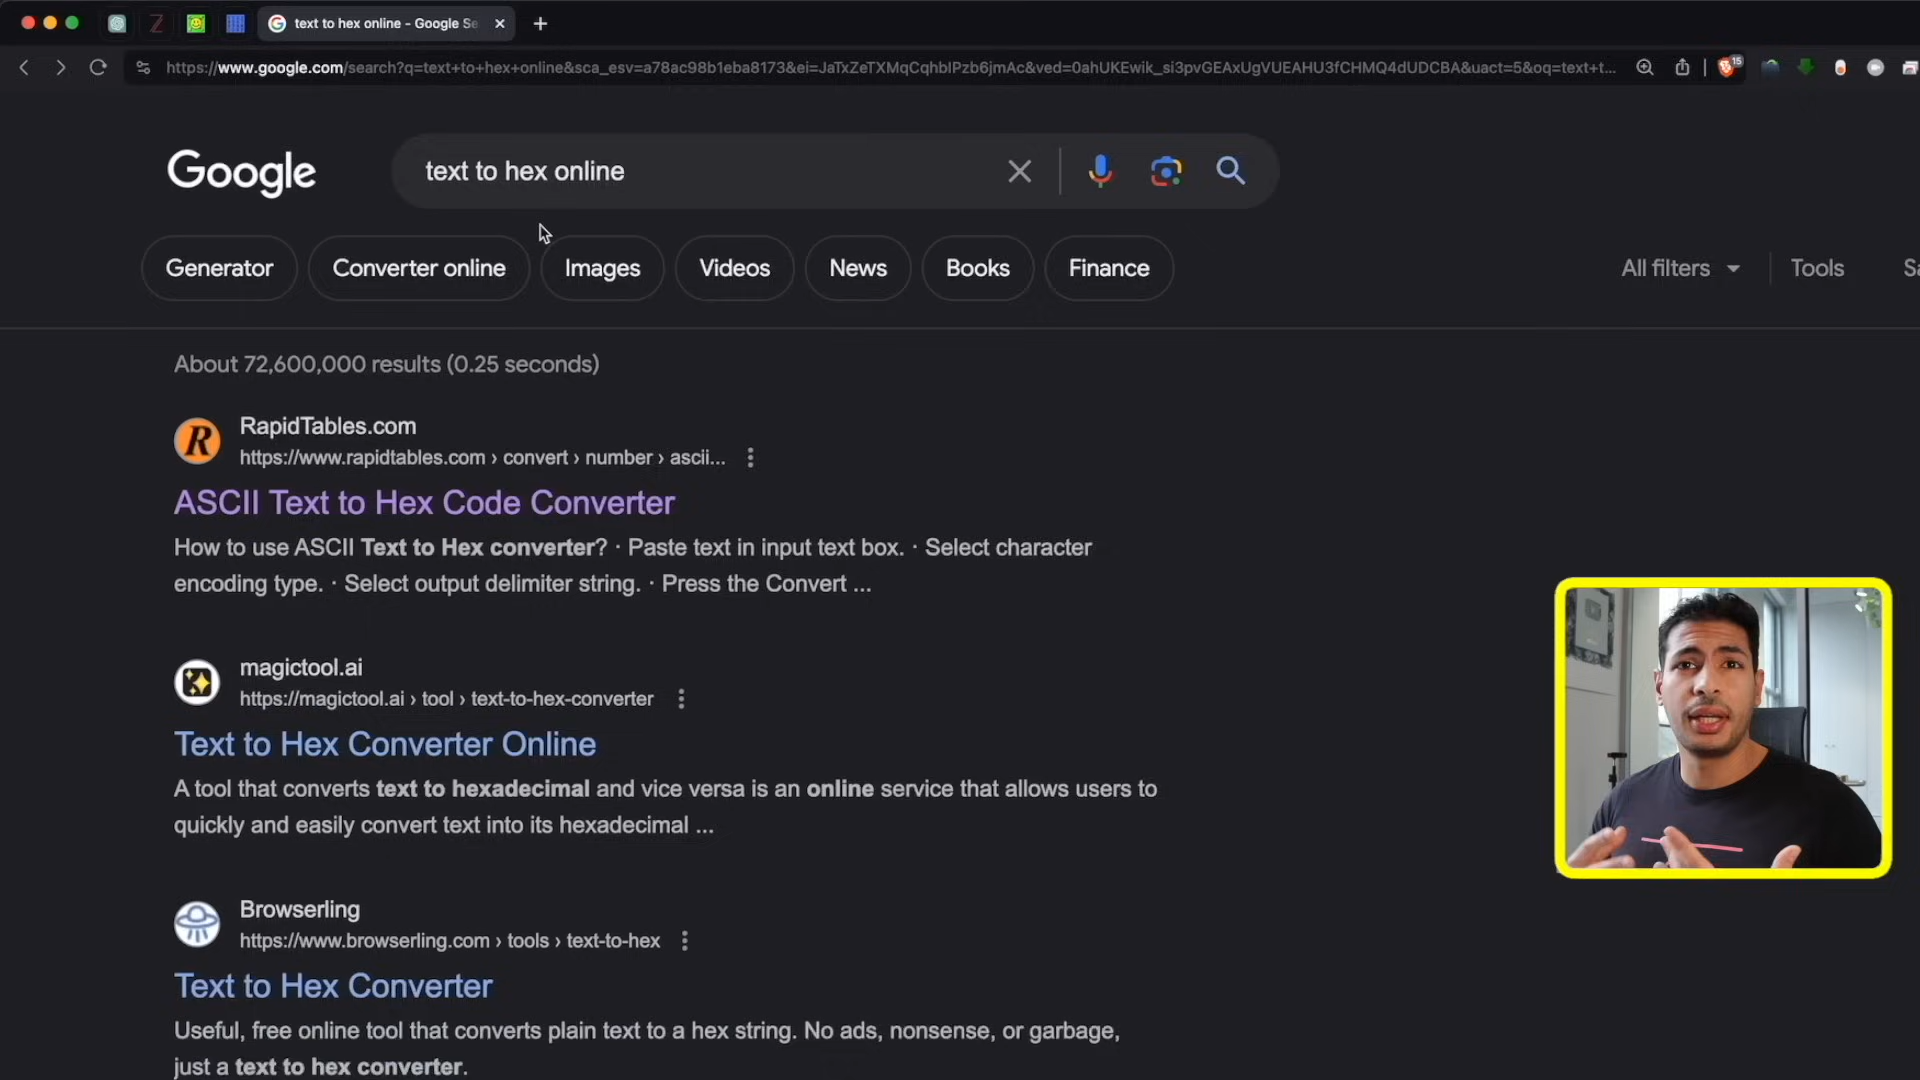 text to hex online - Google Se
https://www.google.com/search?q=text+to+hex+online&sca_esv=a78ac98b1eba8173&ei=JaTxZeTXMqCqhbIPzb6jmAc&ved=0ahUKEwik_si3pvGEAxUgVUEAHU3fCHMQ4dUDCBA&uact=5&oq=text+t...
15
Google
text to hex online
Generator
Converter online
Images
Videos
News
Books
Finance
All filters
Tools
Sa
About 72,600,000 results (0.25 seconds)
R
RapidTables.com
https://www.rapidtables.com › convert › number › ascii...
ASCII Text to Hex Code Converter
How to use ASCII Text to Hex converter? · Paste text in input text box. · Select character
encoding type. · Select output delimiter string. · Press the Convert ...
magictool.ai
https://magictool.ai › tool › text-to-hex-converter
Text to Hex Converter Online
A tool that converts text to hexadecimal and vice versa is an online service that allows users to
quickly and easily convert text into its hexadecimal ...
Browserling
https://www.browserling.com › tools › text-to-hex
Text to Hex Converter
Useful, free online tool that converts plain text to a hex string. No ads, nonsense, or garbage,
just a text to hex converter.